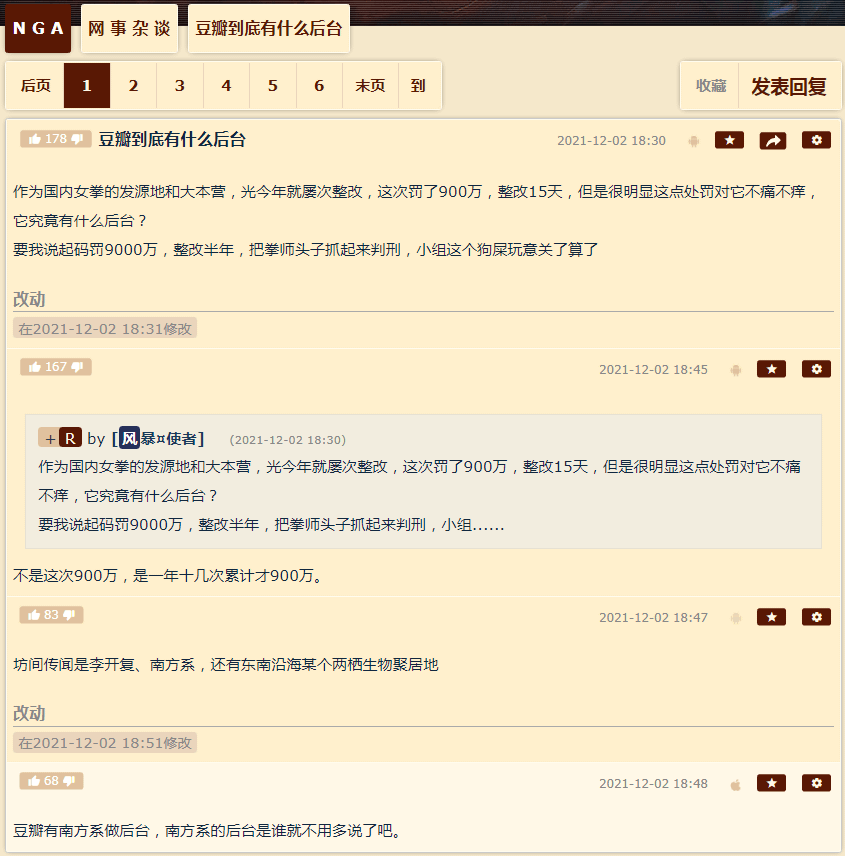 NGA 网事杂谈 豆瓣到底有什么后台
后页 1 2 3 4 5 6 末页 到 收藏 发表回复
178 豆瓣到底有什么后台 2021-12-02 18:30
作为国内女拳的发源地和大本营，光今年就屡次整改，这次罚了900万，整改15天，但是很明显这点处罚对它不痛不痒，
它究竟有什么后台？
要我说起码罚9000万，整改半年，把拳师头子抓起来判刑，小组这个狗屎玩意关了算了
改动
在2021-12-02 18:31修改
167 2021-12-02 18:45
+ R by [风暴¤使者] (2021-12-02 18:30)
作为国内女拳的发源地和大本营，光今年就屡次整改，这次罚了900万，整改15天，但是很明显这点处罚对它不痛
不痒，它究竟有什么后台？
要我说起码罚9000万，整改半年，把拳师头子抓起来判刑，小组......
不是这次900万，是一年十几次累计才900万。
83 2021-12-02 18:47
坊间传闻是李开复、南方系，还有东南沿海某个两栖生物聚居地
改动
在2021-12-02 18:51修改
68 2021-12-02 18:48
豆瓣有南方系做后台，南方系的后台是谁就不用多说了吧。